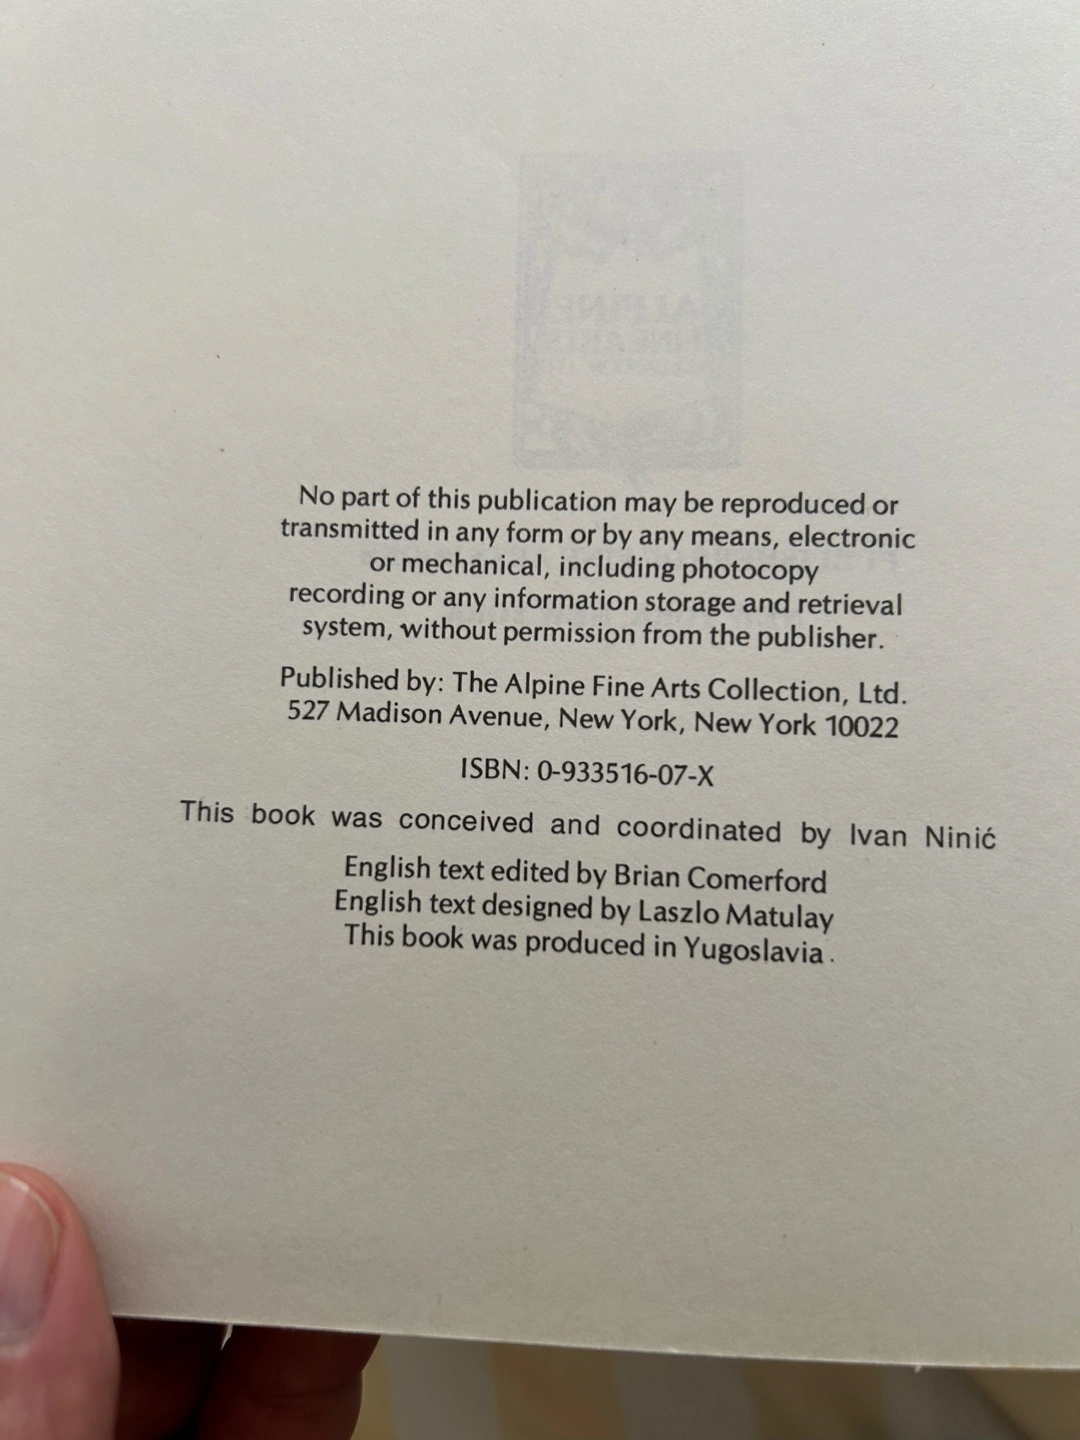 No part of this publication may be reproduced or
transmitted in any form or by any means, electronic
or mechanical, including photocopy
recording or any information storage and retrieval
system, without permission from the publisher.
Published by: The Alpine Fine Arts Collection, Ltd.
527 Madison Avenue, New York, New York 10022
ISBN: 0-933516-07-X
This book was conceived and coordinated by Ivan Ninić
English text edited by Brian Comerford
English text designed by Laszlo Matulay
This book was produced in Yugoslavia.